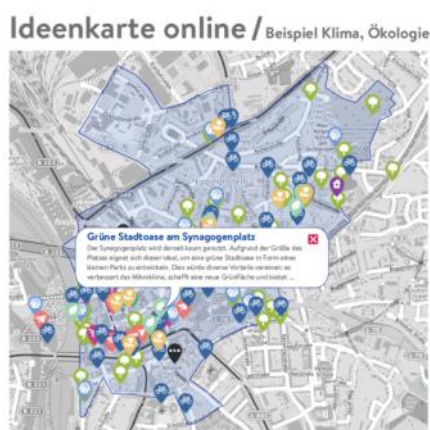 Ideenkarte online / Beispiel Klima, Ökologie
Grüne Stadtoase am Synagogenplatz
Der Synagogenplatz wird derzeit kaum genutzt. Aufgrund der Größe des
Platzes eignet sich dieser ideal, um eine grüne Stadtoase in Form eines
kleinen Parks zu entwickeln. Dies würde diverse Vorteile vereinen: es
verbessert das Mikroklima, schafft eine neue Grünfläche und bietet ...